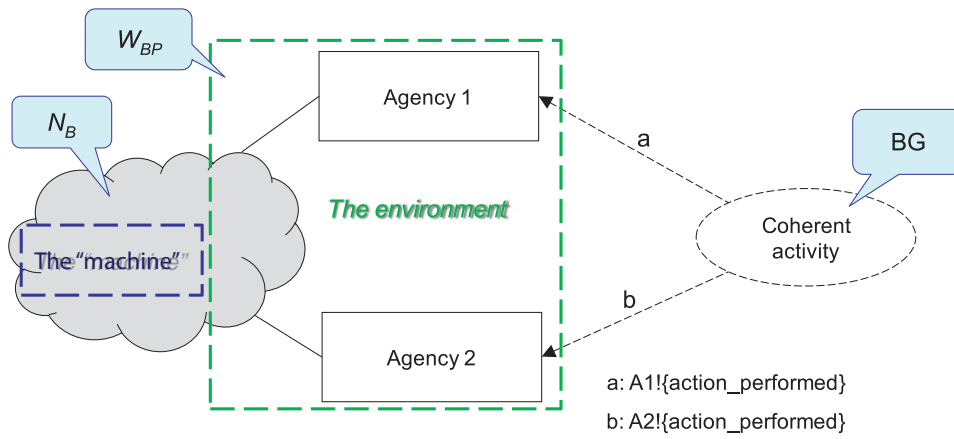 W_BP
Agency 1
N_B
a
BG
The environment
Coherent
activity
The "machine"
b
Agency 2
a: A1!{action_performed}
b: A2!{action_performed}